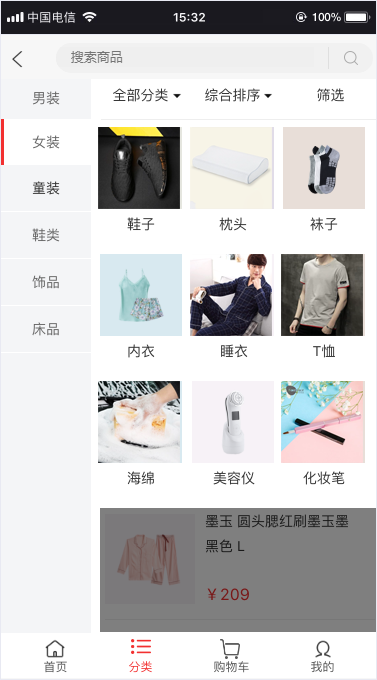 中国电信 15:32 100%
搜索商品
男装
女装
童装
鞋类
饰品
床品
全部分类 综合排序 筛选
鞋子 枕头 袜子
内衣 睡衣 T恤
海绵 美容仪 化妆笔
墨玉 圆头腮红刷墨玉墨
黑色 L
￥209
首页 分类 购物车 我的